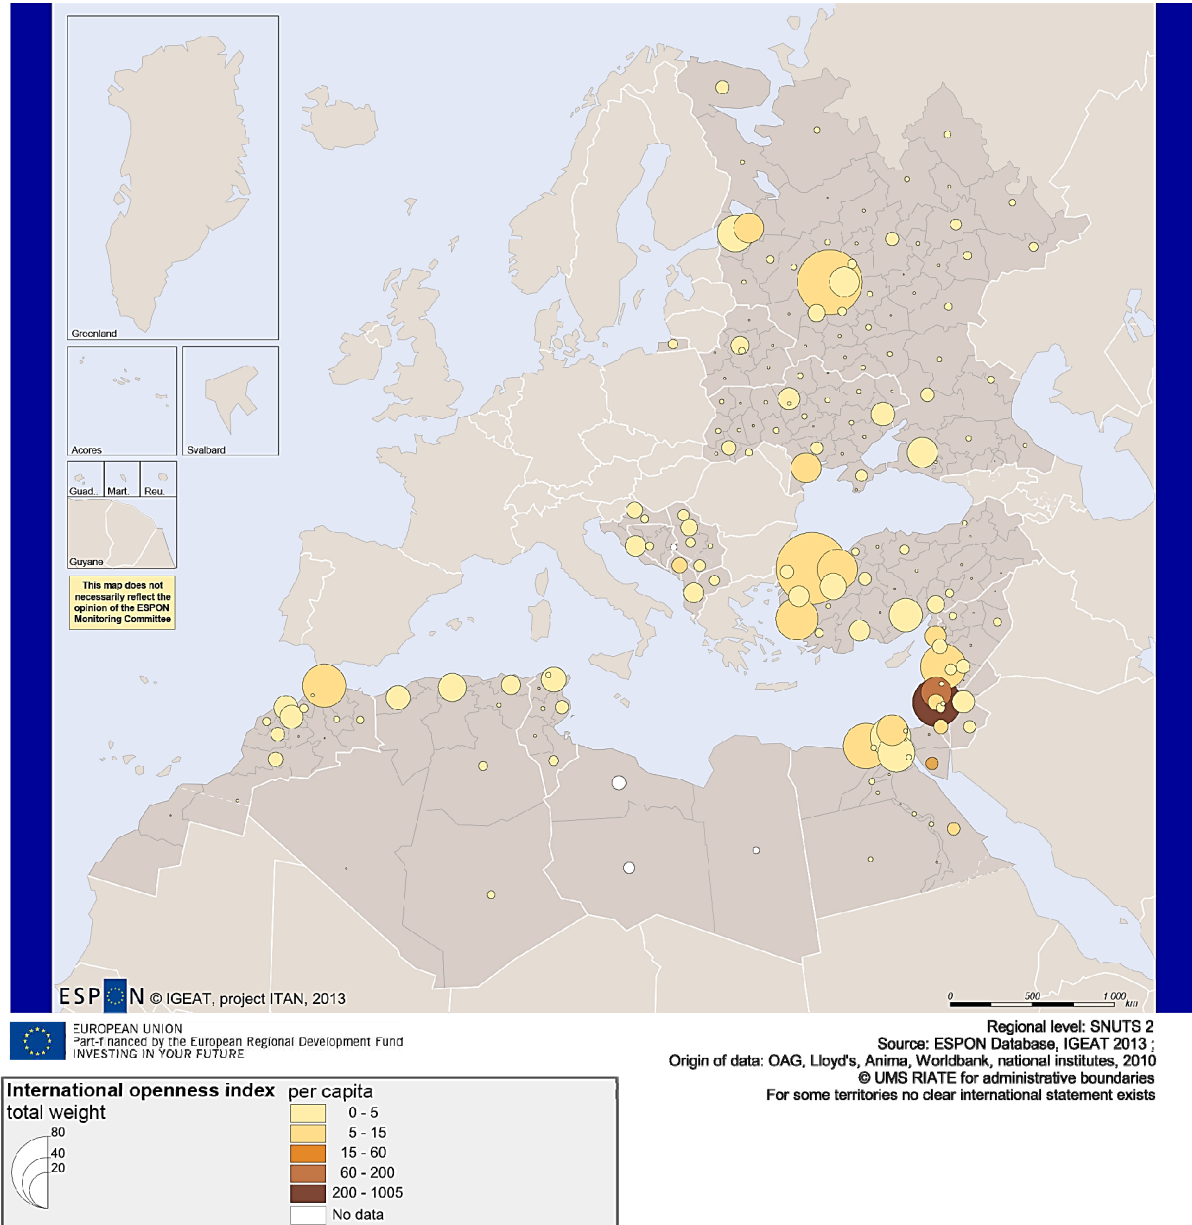 Greenland
Acores
Svalbard
Guad..
Mart.
Reu.
Guyane
This map does not
necessarily reflect the
opinion of the ESPON
Monitoring Committee
ESPON © IGEAT, project ITAN, 2013
0 500 1 000
km
EUROPEAN UNION
Part-financed by the European Regional Development Fund
INVESTING IN YOUR FUTURE
Regional level: SNUTS 2
Source: ESPON Database, IGEAT 2013 ;
Origin of data: OAG, Lloyd's, Anima, Worldbank, national institutes, 2010
© UMS RIATE for administrative boundaries
For some territories no clear international statement exists
International openness index
total weight
80
40
20
per capita
0 - 5
5 - 15
15 - 60
60 - 200
200 - 1005
No data